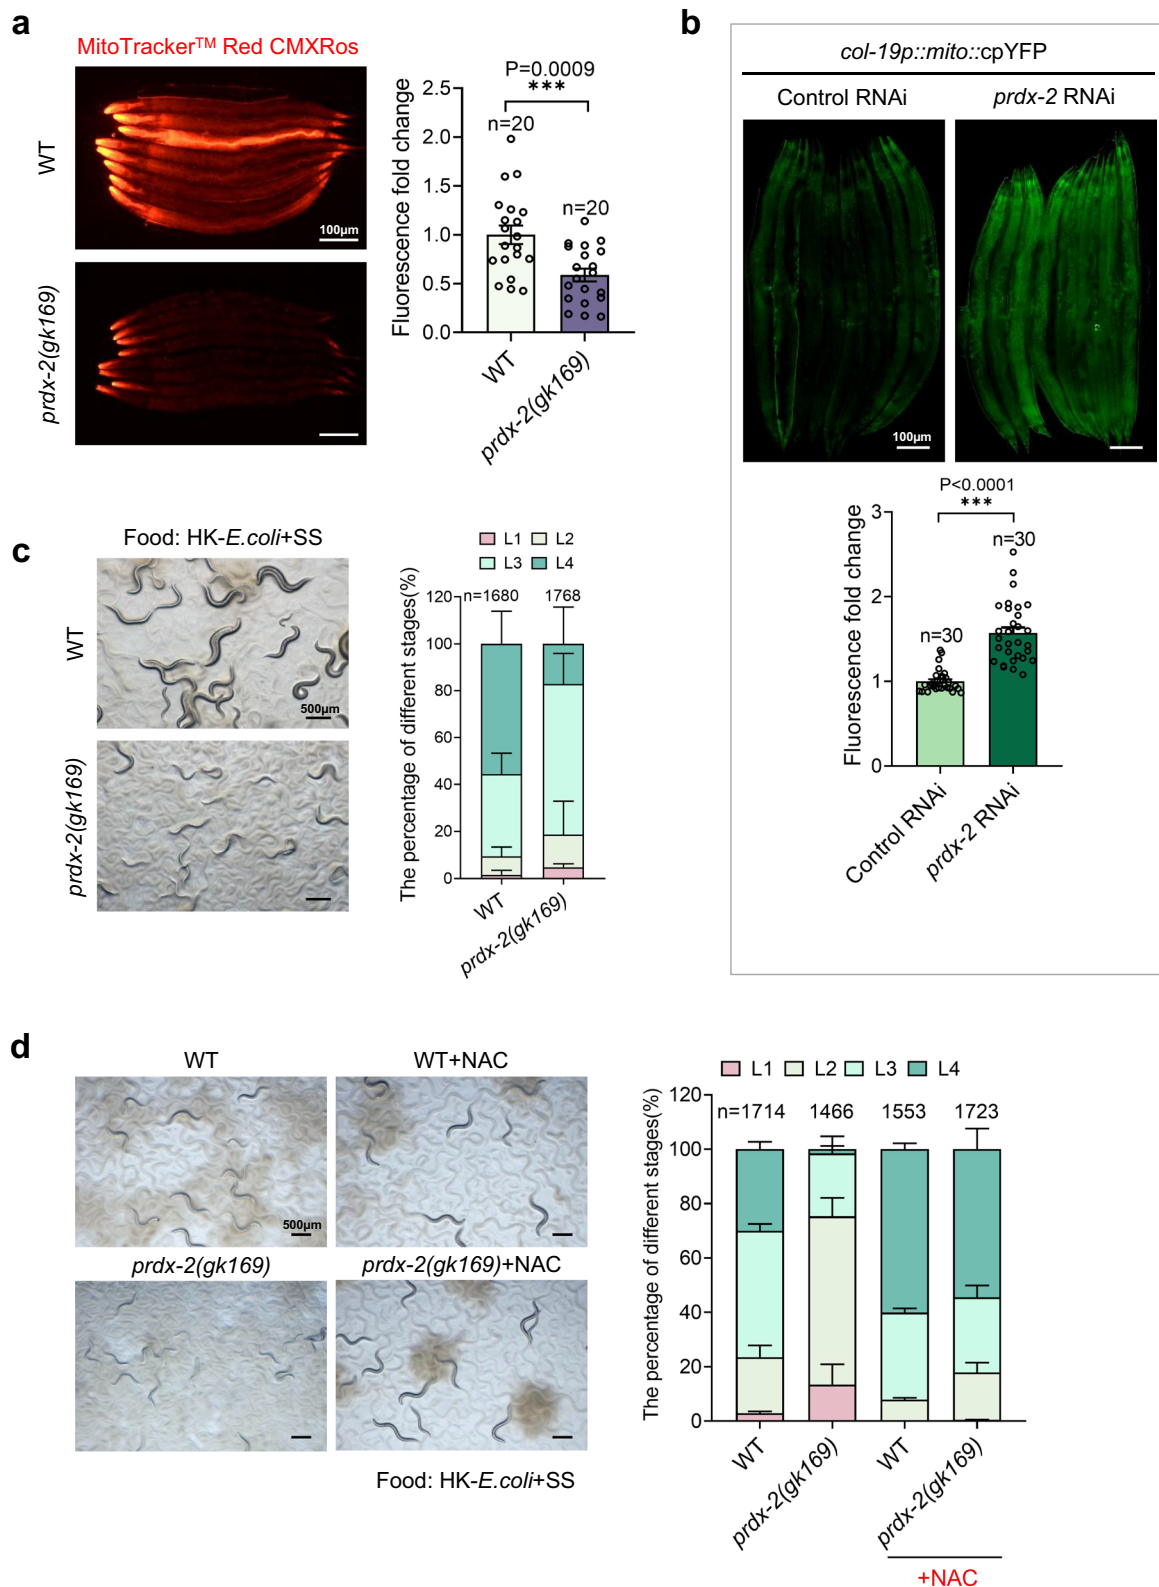 a
MitoTracker™ Red CMXRos
WT
100µm
prdx-2(gk169)
Fluorescence fold change
2.5
2.0
1.5
1.0
0.5
0.0
P=0.0009
***
n=20
n=20
WT
prdx-2(gk169)
b
col-19p::mito::cpYFP
Control RNAi
prdx-2 RNAi
100µm
Fluorescence fold change
3
2
1
0
P<0.0001
***
n=30
n=30
Control RNAi
prdx-2 RNAi
c
Food: HK-E.coli+SS
WT
500µm
prdx-2(gk169)
L1 L2
L3 L4
The percentage of different stages(%)
120
100
80
60
40
20
0
n=1680 1768
WT
prdx-2(gk169)
d
WT
WT+NAC
500µm
prdx-2(gk169)
prdx-2(gk169)+NAC
Food: HK-E.coli+SS
L1 L2 L3 L4
The percentage of different stages(%)
120
100
80
60
40
20
0
n=1714 1466 1553 1723
WT
prdx-2(gk169)
WT
prdx-2(gk169)
+NAC